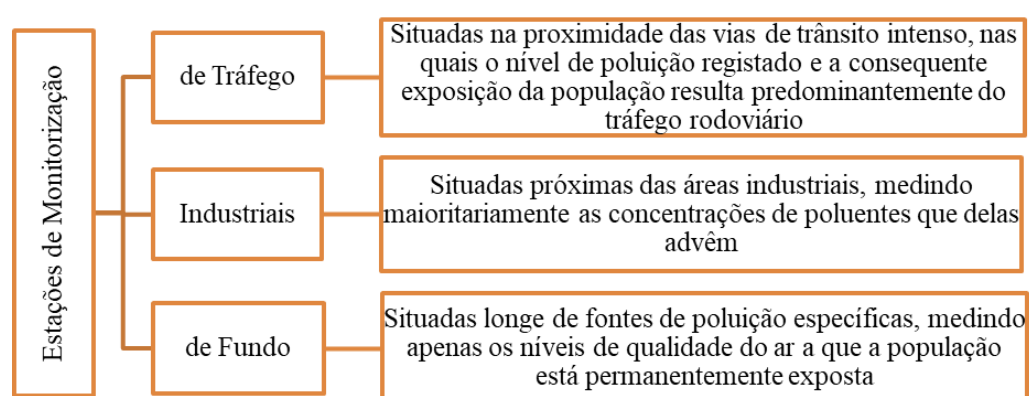 Estações de Monitorização
de Tráfego
Situadas na proximidade das vias de trânsito intenso, nas
quais o nível de poluição registado e a consequente
exposição da população resulta predominantemente do
tráfego rodoviário
Industriais
Situadas próximas das áreas industriais, medindo
maioritariamente as concentrações de poluentes que delas
advêm
de Fundo
Situadas longe de fontes de poluição específicas, medindo
apenas os níveis de qualidade do ar a que a população
está permanentemente exposta